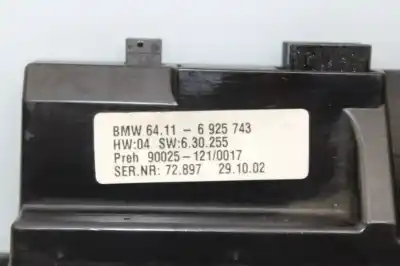 BMW 64.11 - 6 925 743
HW:04 SW:6.30.255
Preh 90025-121/0017
SER.NR: 72.897 29.10.02